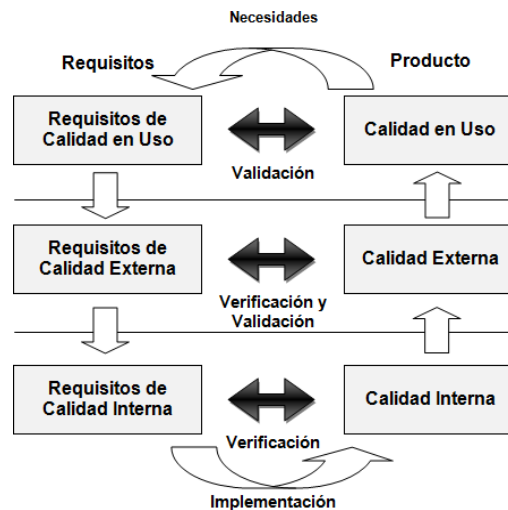 Necesidades
Requisitos
Producto
Requisitos de
Calidad en Uso
Calidad en Uso
Validación
Requisitos de
Calidad Externa
Calidad Externa
Verificación y
Validación
Requisitos de
Calidad Interna
Calidad Interna
Verificación
Implementación